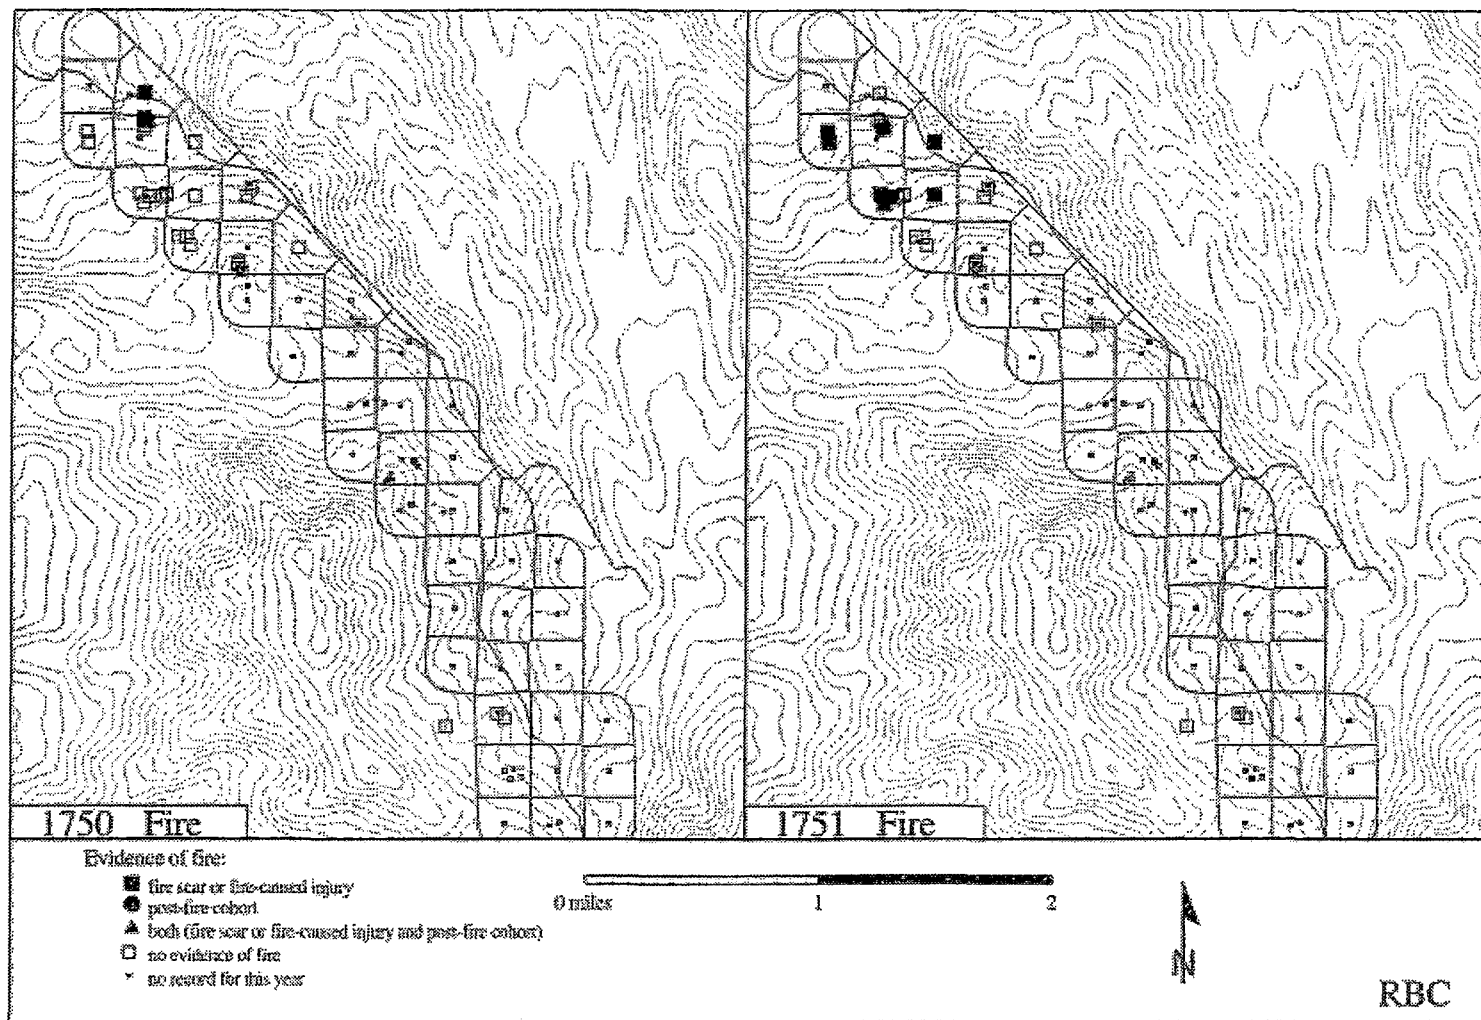 1750 Fire
1751 Fire
Evidence of fire:
fire scar or fire-caused injury
post-fire cohort
both (fire scar or fire-caused injury and post-fire cohort)
no evidence of fire
no record for this year
0 miles 1 2
N
RBC